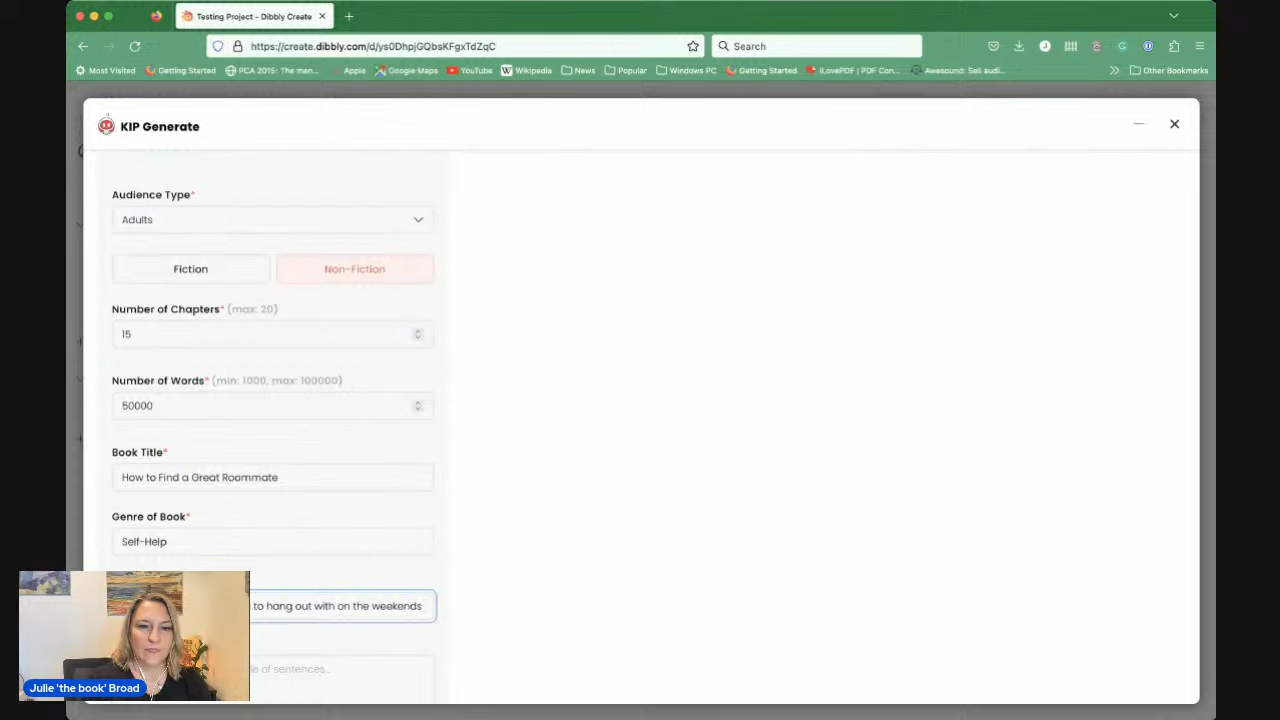 Testing Project - Dibbly Create
https://create.dibbly.com/d/ys0DhpjGQbsKFgxTdZqC
Search
Most Visited
Getting Started
PCA 2015: The men...
Apple
Google Maps
YouTube
Wikipedia
News
Popular
Windows PC
Getting Started
iLovePDF | PDF Con...
Awesound: Sell audi...
Other Bookmarks
KIP Generate
Audience Type*
Adults
Fiction
Non-Fiction
Number of Chapters* (max: 20)
15
Number of Words* (min: 1000, max: 100000)
50000
Book Title*
How to Find a Great Roommate
Genre of Book*
Self-Help
to hang out with on the weekends
of sentences..
Julie 'the book' Broad